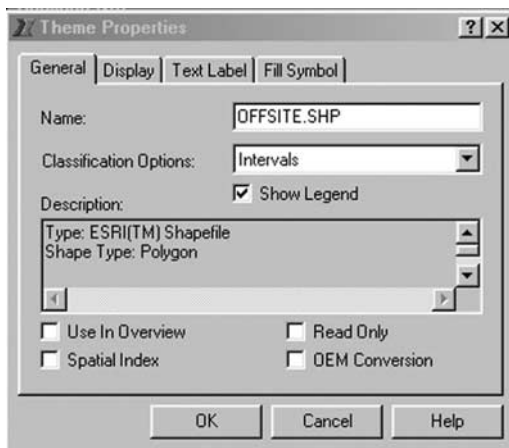 Theme Properties
General Display Text Label Fill Symbol
Name: OFFSITE.SHP
Classification Options: Intervals
Show Legend
Description:
Type: ESRI(TM) Shapefile
Shape Type: Polygon
Use In Overview Read Only
Spatial Index OEM Conversion
OK Cancel Help